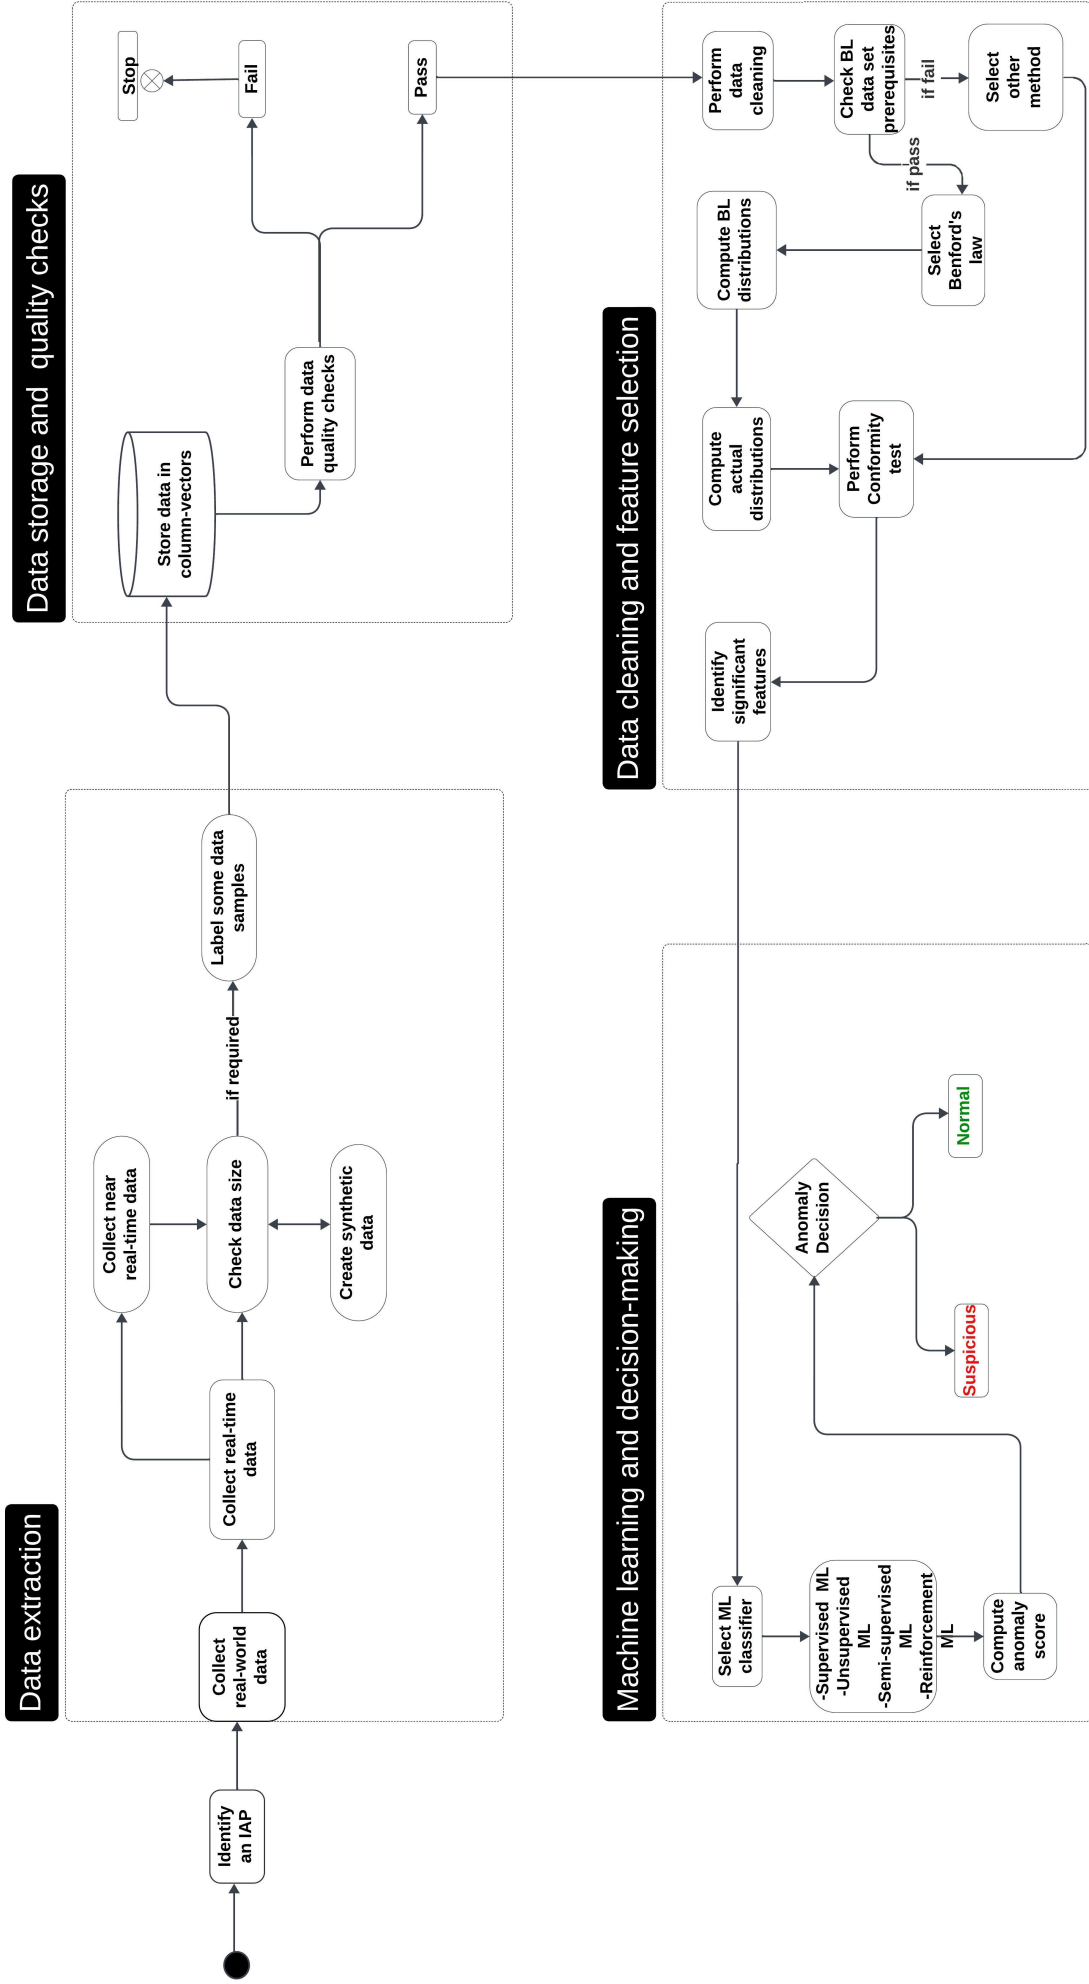 Data extraction
Identify
an IAP
Collect
real-world
data
Collect real-time
data
Collect near
real-time data
Check data size
Create synthetic
data
if required
Label some data
samples
Data storage and quality checks
Store data in
column-vectors
Perform data
quality checks
Fail
Stop
Pass
Data cleaning and feature selection
Perform
data
cleaning
Check BL
data set
prerequisites
if fail
Select
other
method
if pass
Select
Benford's
law
Compute BL
distributions
Compute
actual
distributions
Perform
Conformity
test
Identify
significant
features
Machine learning and decision-making
Select ML
classifier
-Supervised ML
-Unsupervised
ML
-Semi-supervised
ML
-Reinforcement
ML
Compute
anomaly
score
Anomaly
Decision
Suspicious
Normal